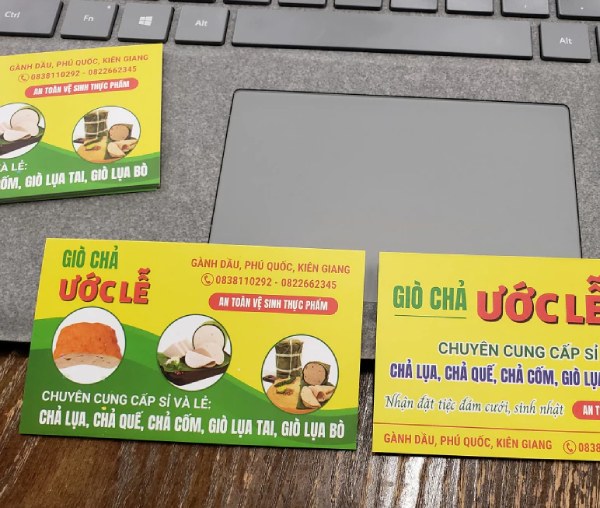 Ctrl
Fn
Alt
Alt
GÀNH DẦU, PHÚ QUỐC, KIÊN GIANG
0838110292 - 0822662345
AN TOÀN VỆ SINH THỰC PHẨM
VÀ LẺ:
CỐM, GIÒ LỤA TAI, GIÒ LỤA BÒ
GIÒ CHẢ
ƯỚC LỄ
GÀNH DẦU, PHÚ QUỐC, KIÊN GIANG
0838110292 - 0822662345
AN TOÀN VỆ SINH THỰC PHẨM
CHUYÊN CUNG CẤP SỈ VÀ LẺ:
CHẢ LỤA, CHẢ QUẾ, CHẢ CỐM, GIÒ LỤA TAI, GIÒ LỤA BÒ
GIÒ CHẢ ƯỚC LỄ
CHUYÊN CUNG CẤP SỈ
CHẢ LỤA, CHẢ QUẾ, CHẢ CỐM, GIÒ LỤA
Nhận đặt tiệc đám cưới, sinh nhật
AN T
GÀNH DẦU, PHÚ QUỐC, KIÊN GIANG
0838